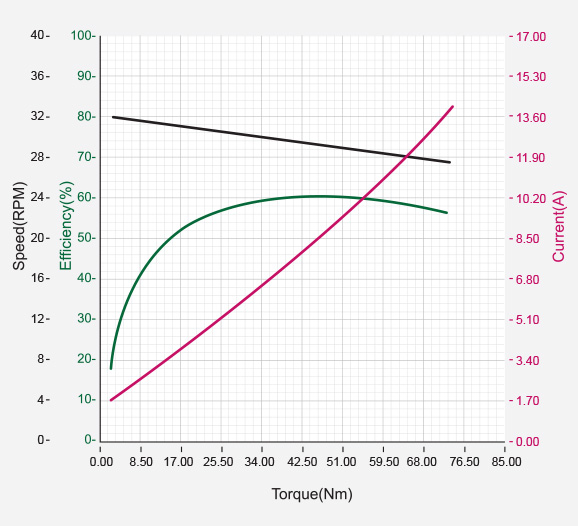 40- 100- - 17.00
36- 90- - 15.30
32- 80- - 13.60
28- 70- - 11.90
24- 60- - 10.20
20- 50- - 8.50
16- 40- - 6.80
12- 30- - 5.10
8- 20- - 3.40
4- 10- - 1.70
0- 0- - 0.00
Speed(RPM)
Efficiency(%)
Current(A)
0.00 8.50 17.00 25.50 34.00 42.50 51.00 59.50 68.00 76.50 85.00
Torque(Nm)